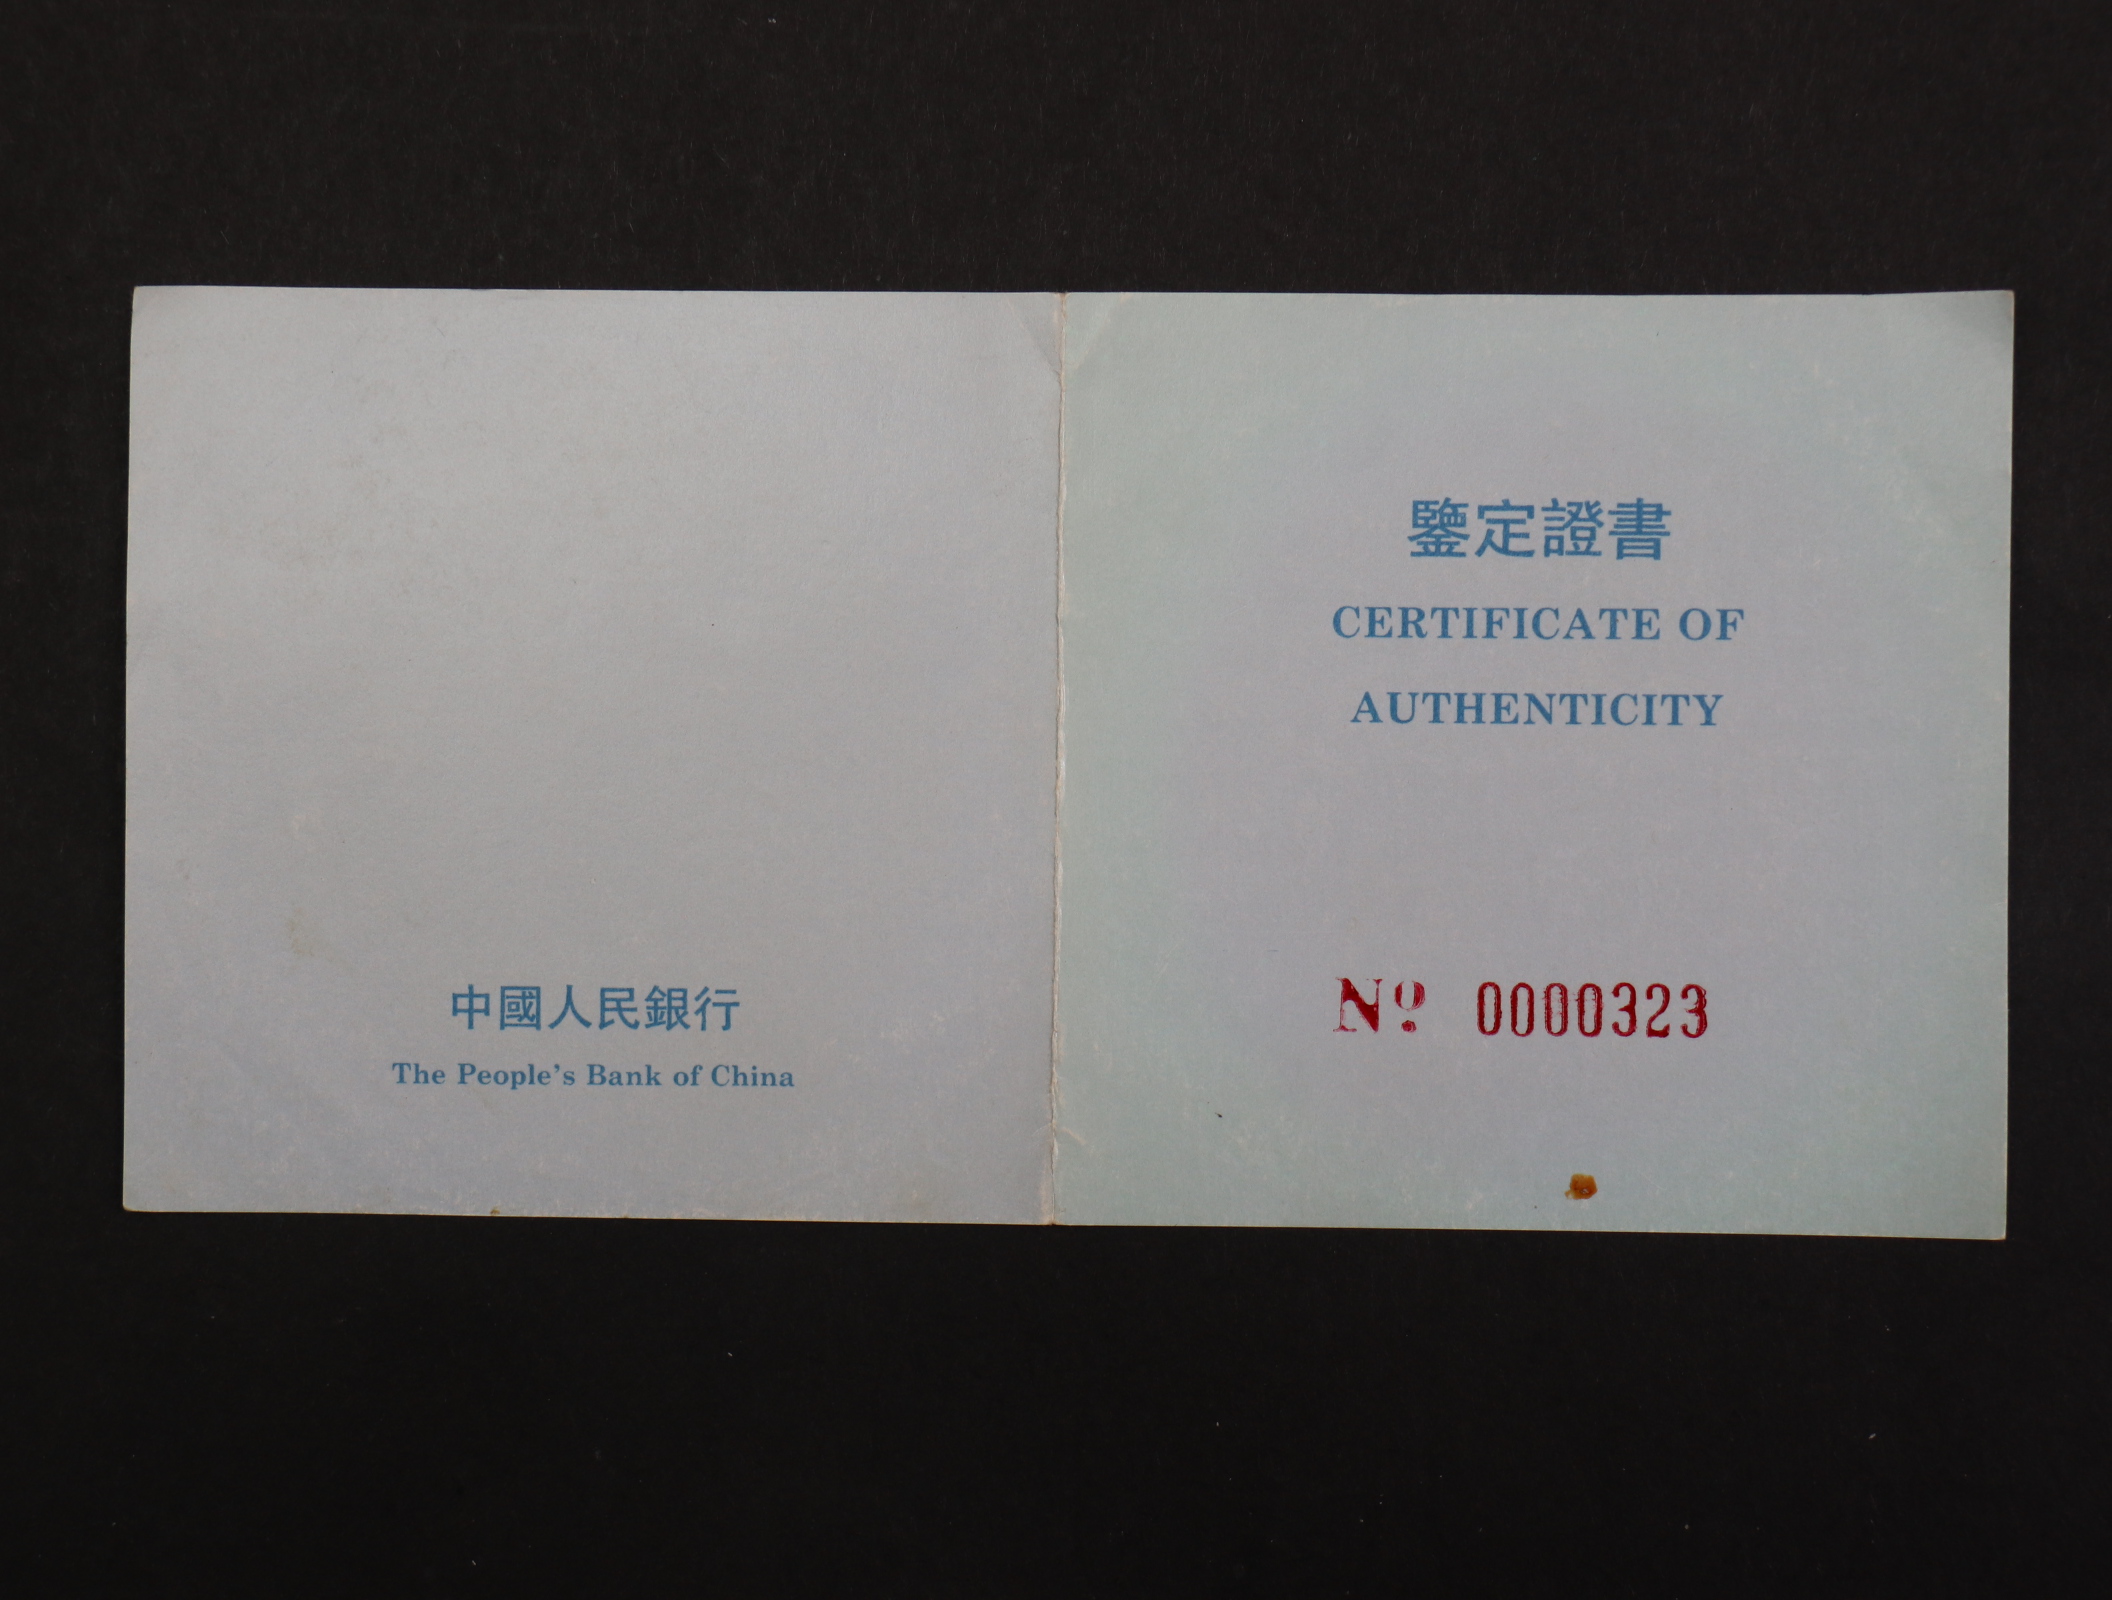 中國人民銀行
The People's Bank of China
鑒定證書
CERTIFICATE OF
AUTHENTICITY
Nº 0000323